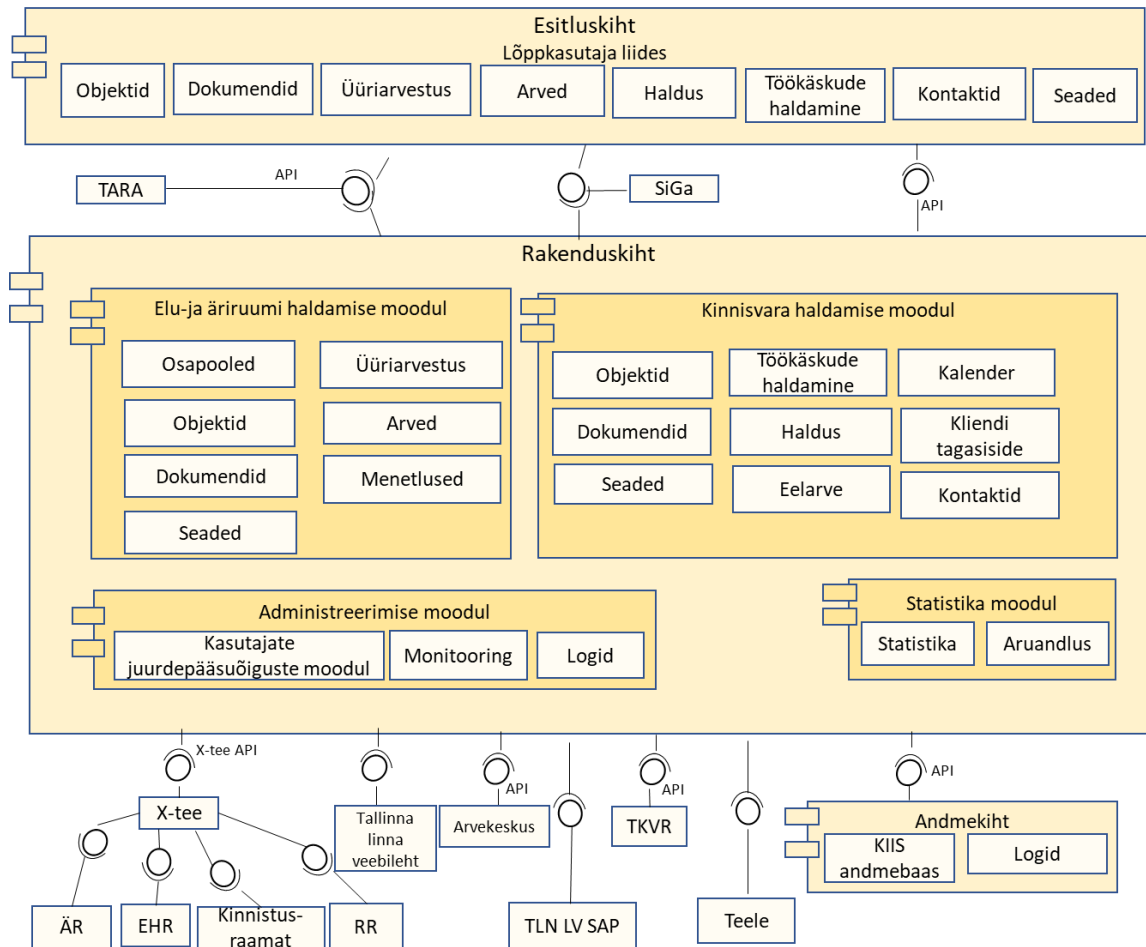 Esitluskiht
Lõppkasutaja liides
Objektid
Dokumendid
Üüriarvestus
Arved
Haldus
Töökäskude
haldamine
Kontaktid
Seaded
TARA
API
SiGa
API
Rakenduskiht
Elu-ja äriruumi haldamise moodul
Osapooled
Üüriarvestus
Objektid
Arved
Dokumendid
Menetlused
Seaded
Kinnisvara haldamise moodul
Objektid
Töökäskude
haldamine
Kalender
Dokumendid
Haldus
Kliendi
tagasiside
Seaded
Eelarve
Kontaktid
Administreerimise moodul
Kasutajate
juurdepääsuõiguste moodul
Monitooring
Logid
Statistika moodul
Statistika
Aruandlus
X-tee API
API
API
API
X-tee
Tallinna
linna
veebileht
Arvekeskus
TKVR
Andmekiht
KIIS
andmebaas
Logid
ÄR
EHR
Kinnistus-
raamat
RR
TLN LV SAP
Teele